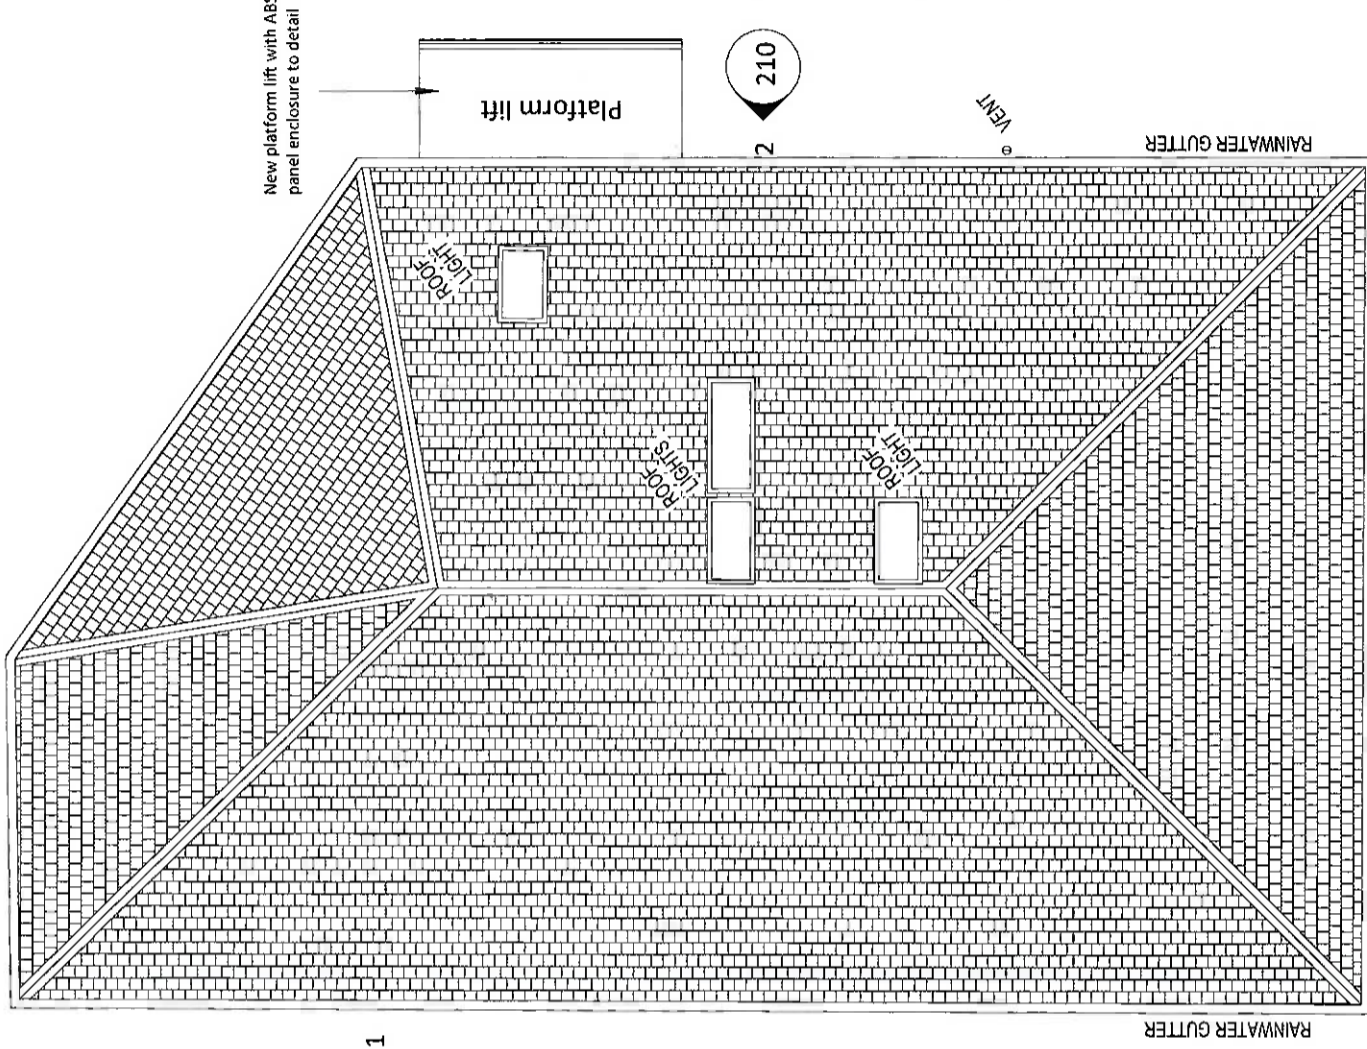 New platform lift with ABS
panel enclosure to detail
Platform lift
210
2
VENT
RAINWATER GUTTER
ROOF
LIGHT
ROOF
LIGHTS
ROOF
LIGHT
1
RAINWATER GUTTER